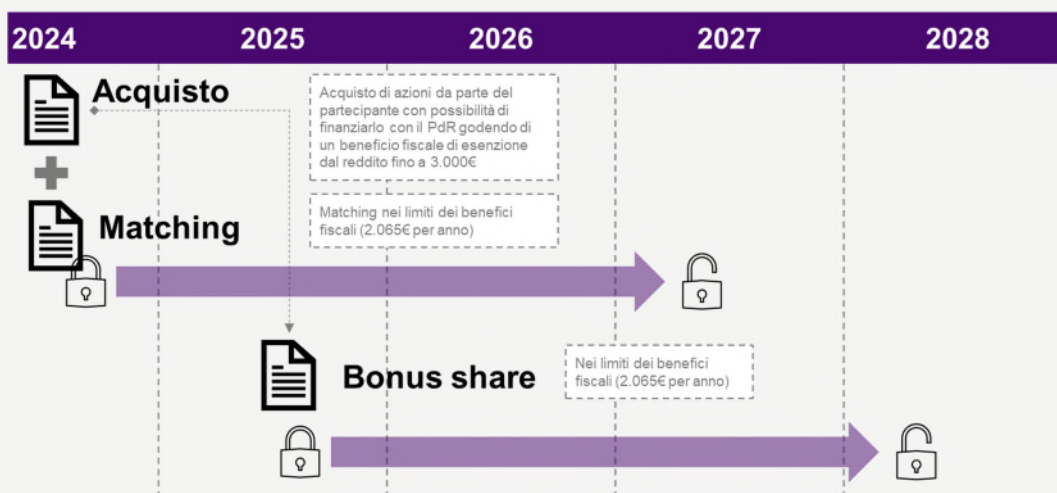 2024 2025 2026 2027 2028
Acquisto
Acquisto di azioni da parte del
partecipante con possibilità di
finanziarlo con il PdR godendo di
un beneficio fiscale di esenzione
dal reddito fino a 3.000€
Matching
Matching nei limiti dei benefici
fiscali (2.065€ per anno)
Bonus share
Nei limiti dei benefici
fiscali (2.065€ per anno)